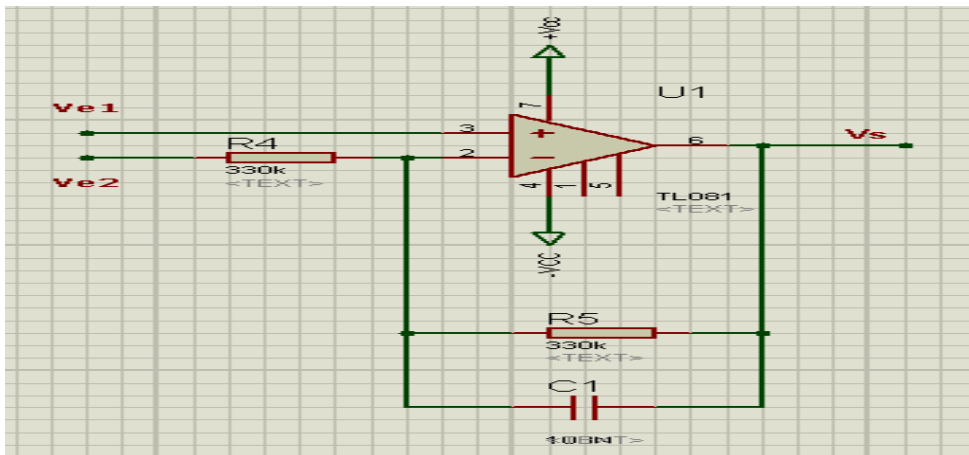 +Vcc
7
U1
Ve1
3
+
6
Vs
R4
2
−
330k
<TEXT>
Ve2
4
1
5
TL081
<TEXT>
-VCC
R5
330k
<TEXT>
C1